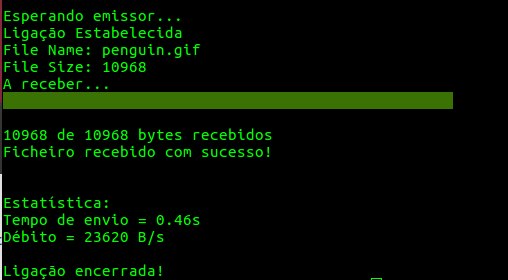 Esperando emissor...
Ligação Estabelecida
File Name: penguin.gif
File Size: 10968
A receber...
10968 de 10968 bytes recebidos
Ficheiro recebido com sucesso!
Estatística:
Tempo de envio = 0.46s
Débito = 23620 B/s
Ligação encerrada!